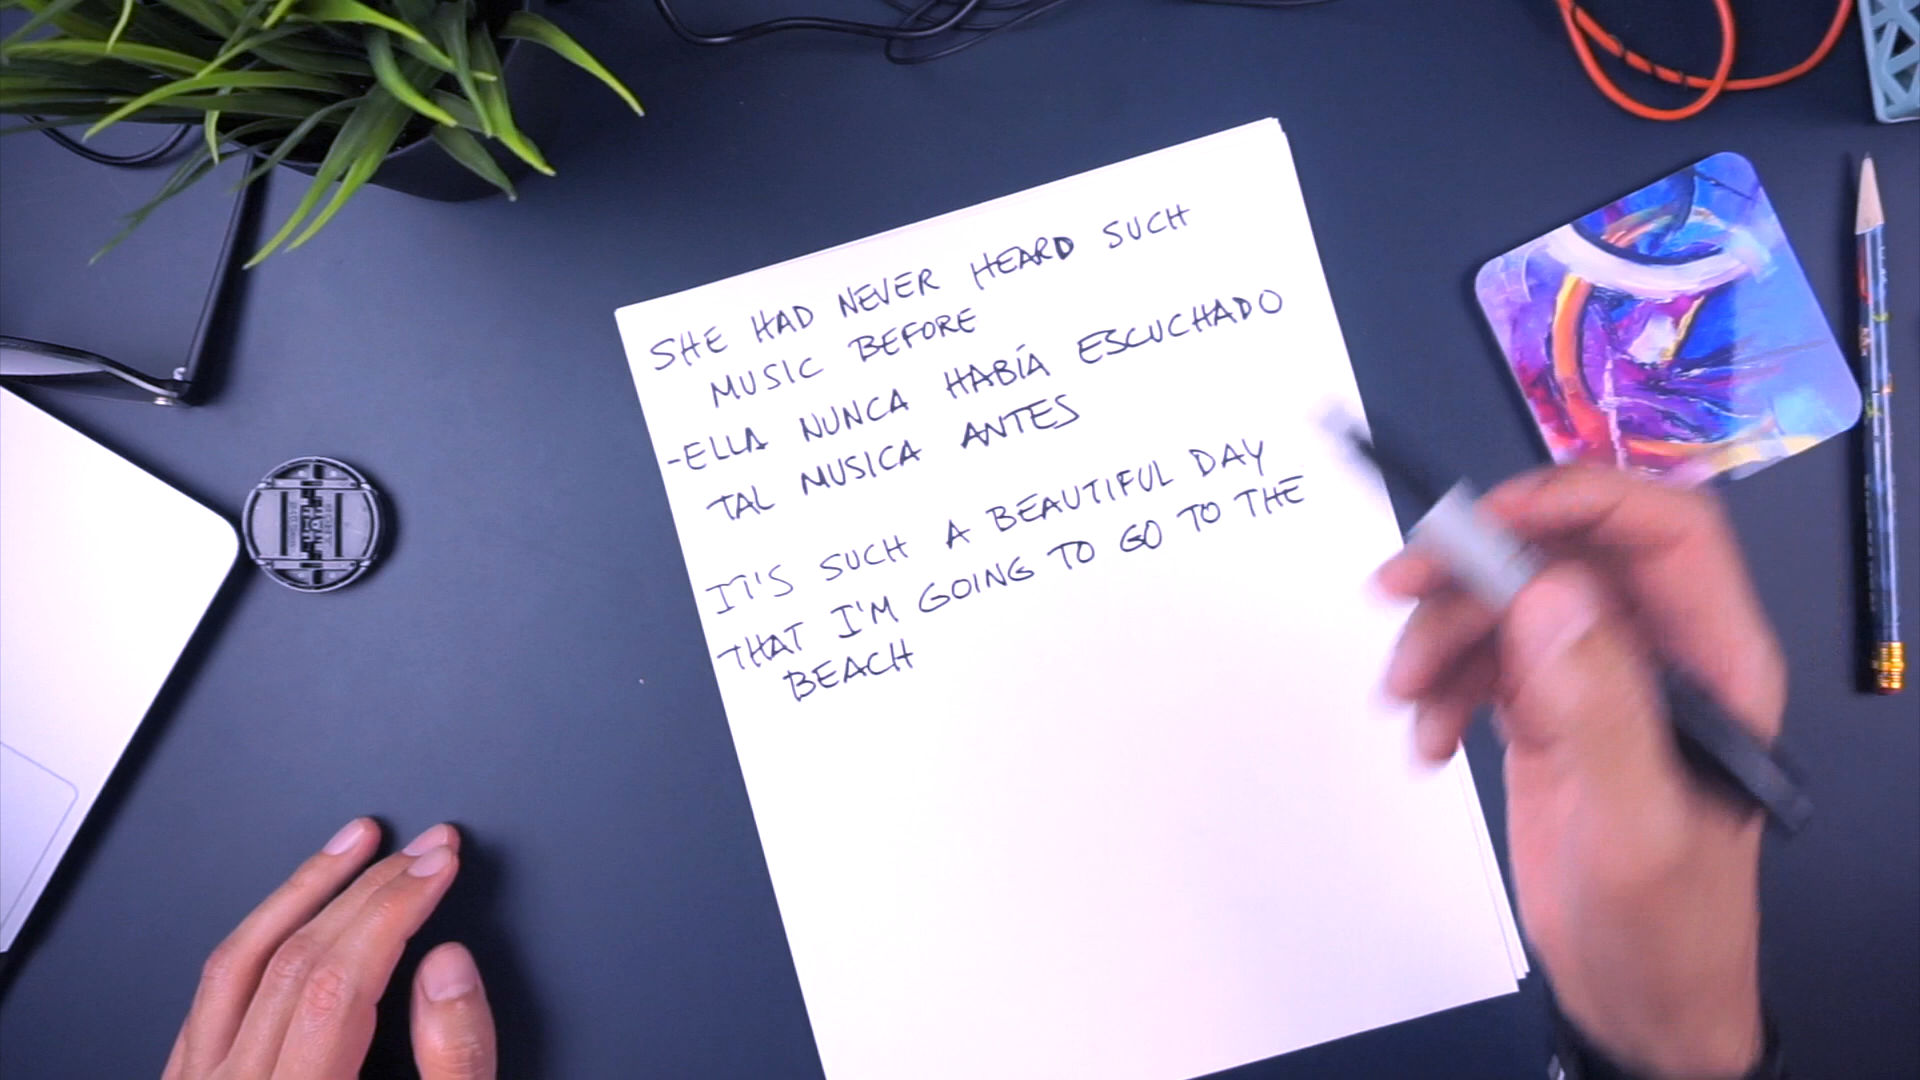 SHE HAD NEVER HEARD SUCH
MUSIC BEFORE
-ELLA NUNCA HABÍA ESCUCHADO
TAL MUSICA ANTES
IT'S SUCH A BEAUTIFUL DAY
THAT I'M GOING TO GO TO THE
BEACH